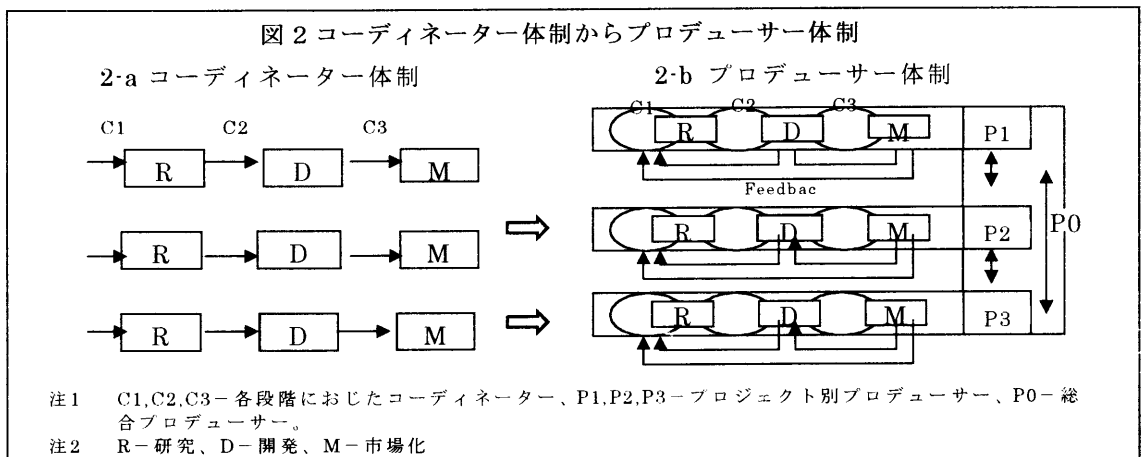 図2 コーディネーター体制からプロデューサー体制
2-a コーディネーター体制
2-b プロデューサー体制
C1 C2 C3
R D M
R D M
R D M
C1 C2 C3
R D M P1
Feedbac
R D M P2
P0
R D M P3
注1 C1,C2,C3－各段階におじたコーディネーター、P1,P2,P3－プロジェクト別プロデューサー、P0－総
合プロデューサー。
注2 R－研究、D－開発、M－市場化